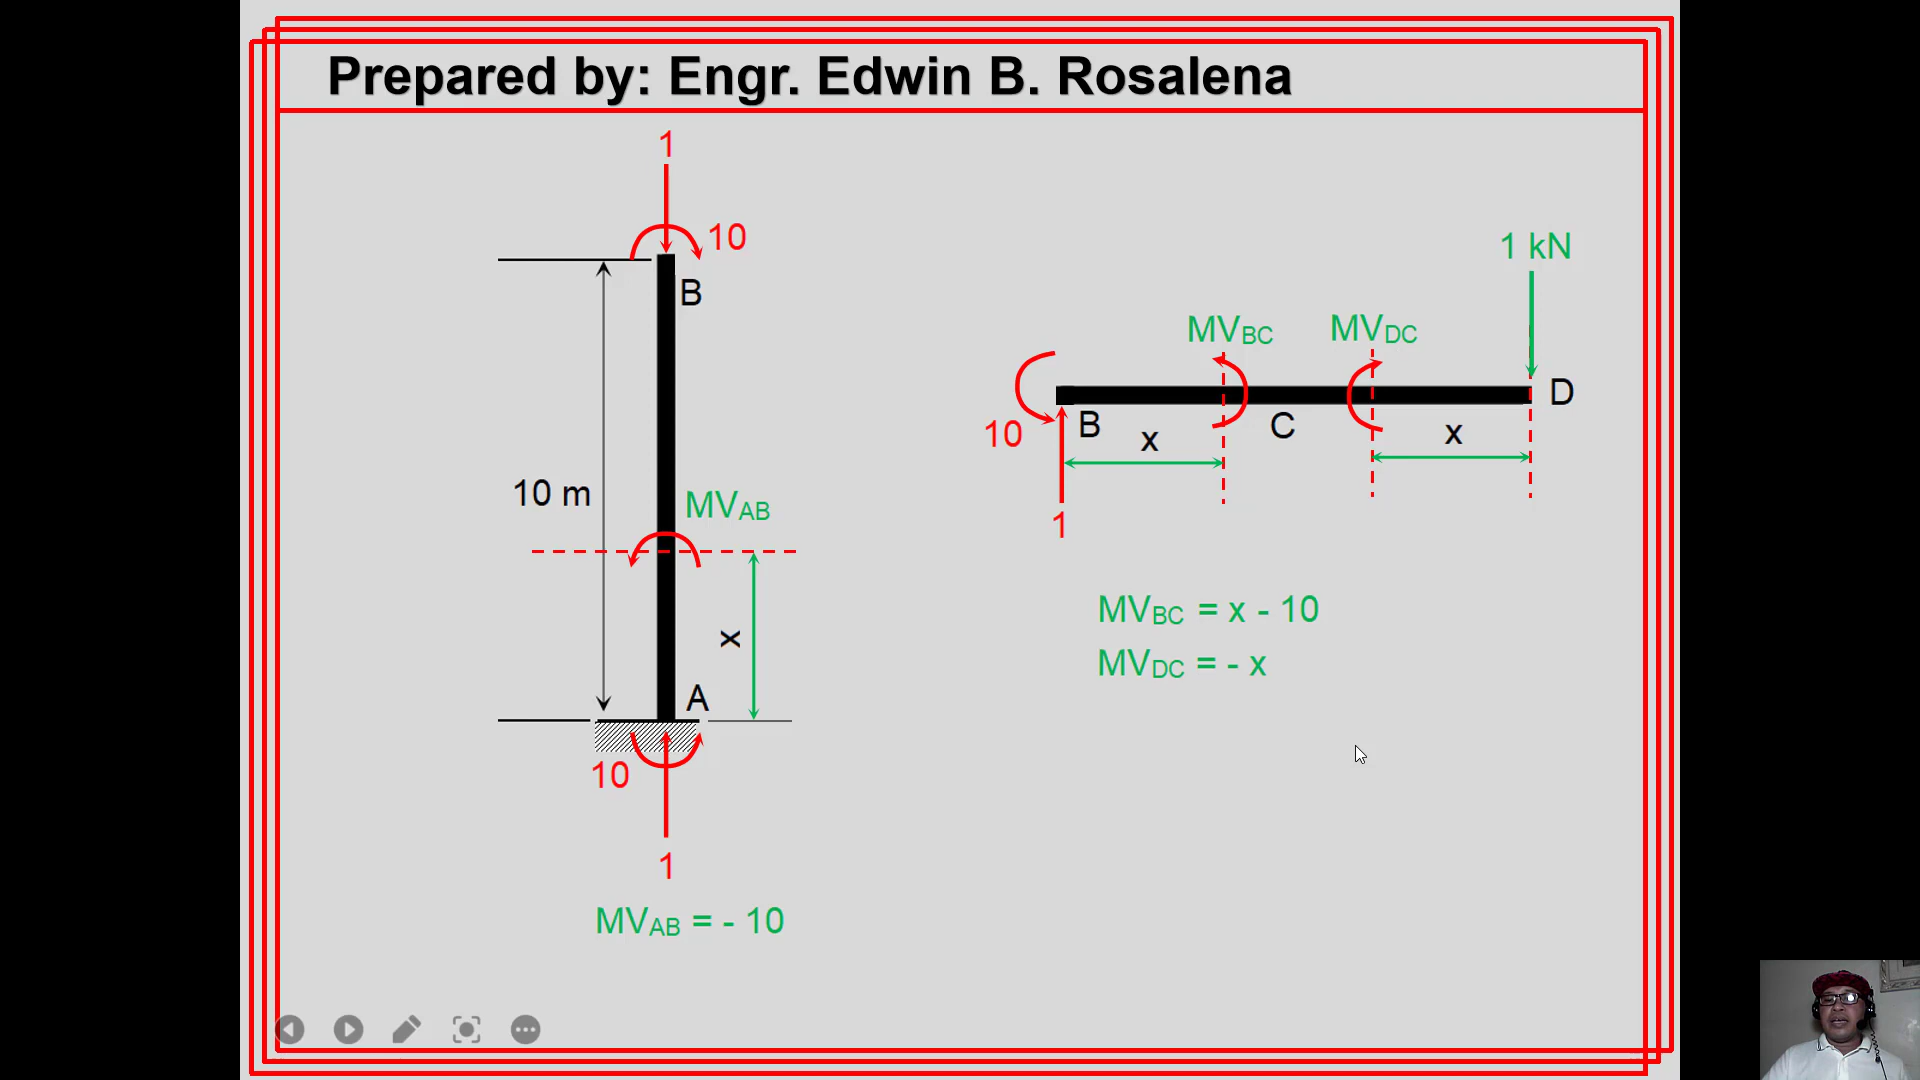 Prepared by: Engr. Edwin B. Rosalena
1
10
B
10 m
MVAB
x
A
10
1
MVAB = - 10
1 kN
MVBC
MVDC
D
10
B
x
C
x
1
MVBC = x - 10
MVDC = - x